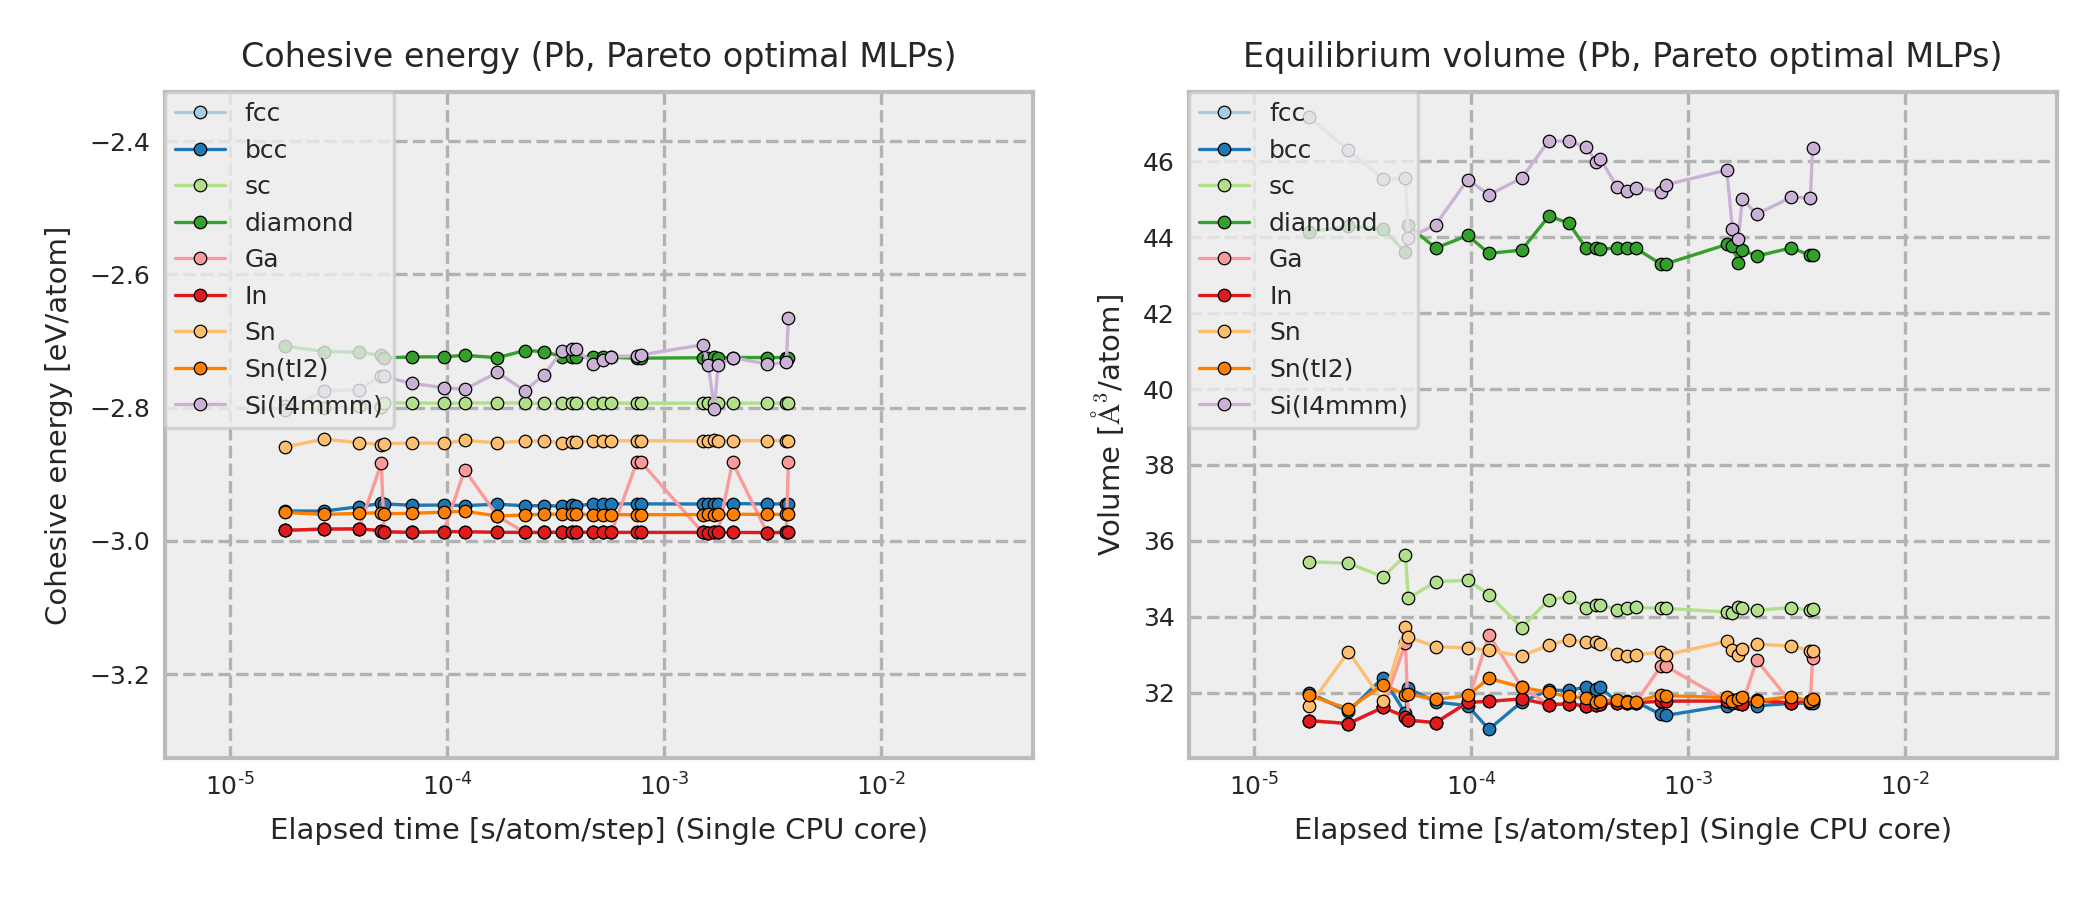 Cohesive energy (Pb, Pareto optimal MLPs)
Cohesive energy [eV/atom]
−2.4
−2.6
−2.8
−3.0
−3.2
fcc
bcc
sc
diamond
Ga
In
Sn
Sn(tI2)
Si(I4mmm)
10⁻⁵
10⁻⁴
10⁻³
10⁻²
Elapsed time [s/atom/step] (Single CPU core)
Equilibrium volume (Pb, Pareto optimal MLPs)
Volume [Å³/atom]
46
44
42
40
38
36
34
32
fcc
bcc
sc
diamond
Ga
In
Sn
Sn(tI2)
Si(I4mmm)
10⁻⁵
10⁻⁴
10⁻³
10⁻²
Elapsed time [s/atom/step] (Single CPU core)